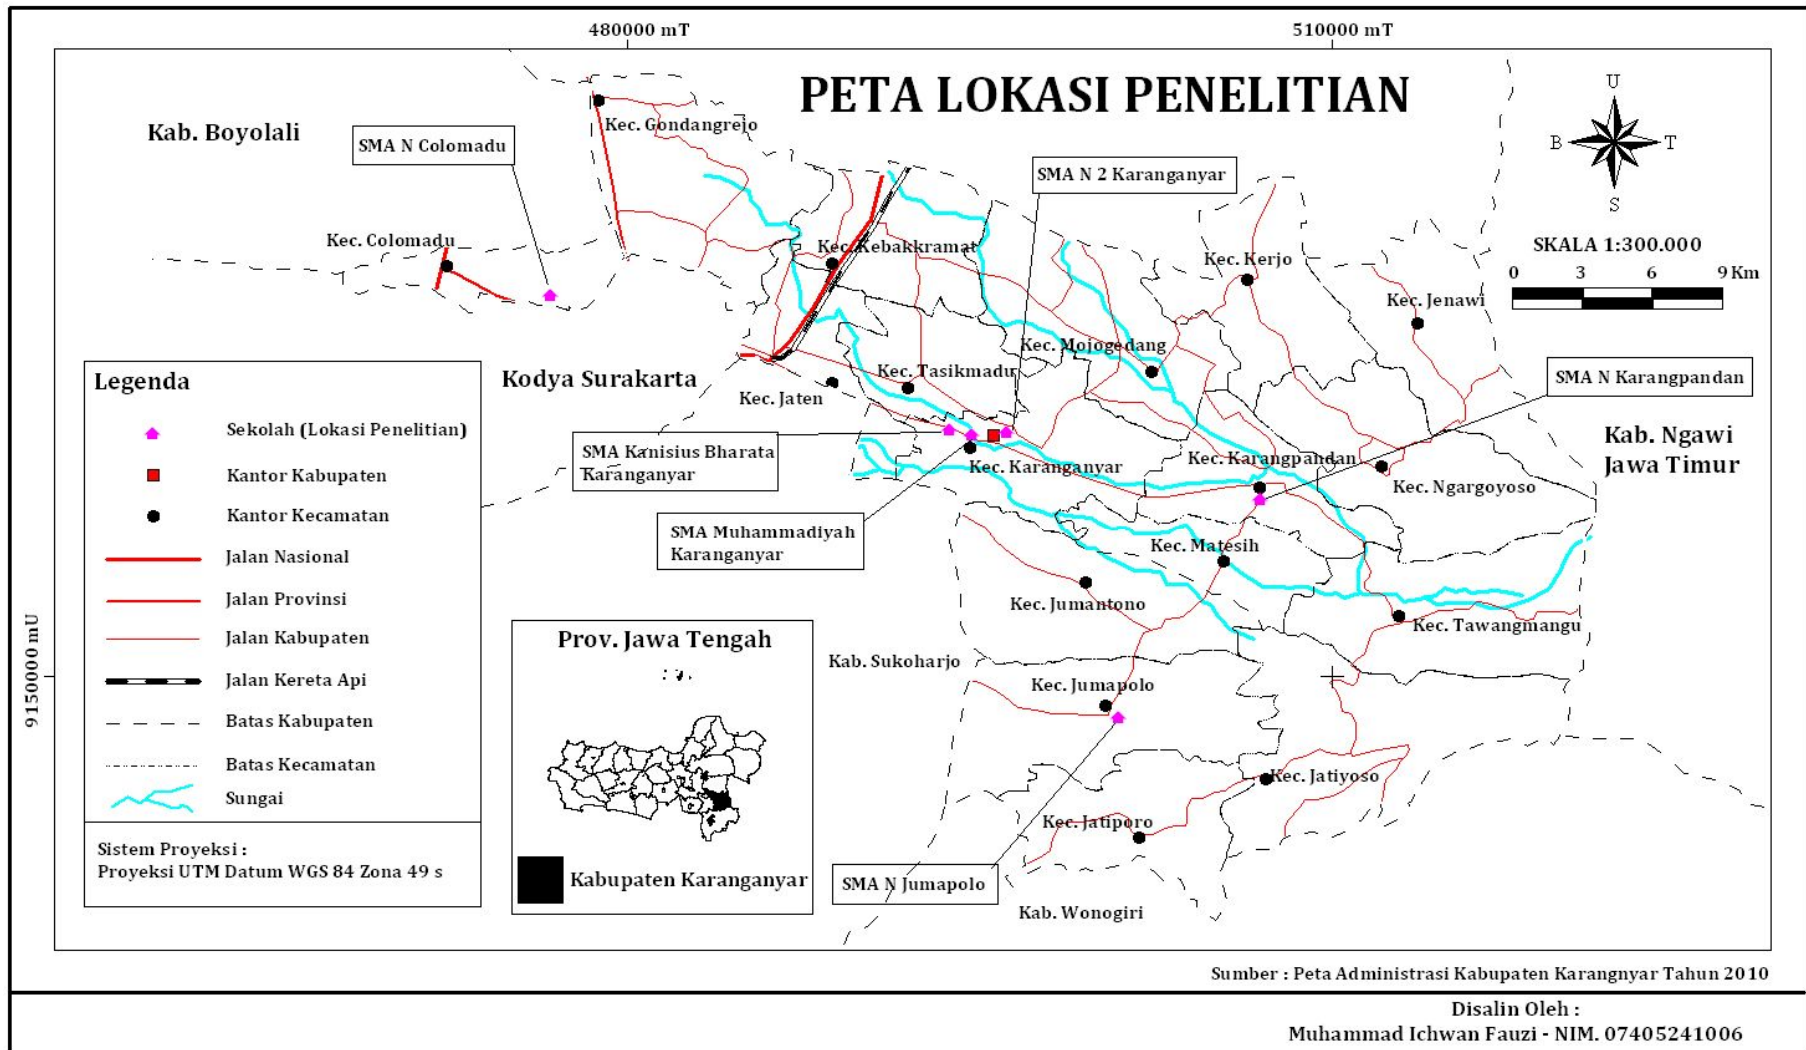 480000 mT
510000 mT
PETA LOKASI PENELITIAN
U
B
T
S
SKALA 1:300.000
0 3 6 9 Km
Kab. Boyolali
SMA N Colomadu
Kec. Gondangrejo
SMA N 2 Karanganyar
Kec. Colomadu
Kec. Kebakkramat
Kec. Kerjo
Kec. Jenawi
Kec. Mojogedang
Kec. Tasikmadu
Kodya Surakarta
Kec. Jaten
SMA N Karangpandan
Kab. Ngawi
Jawa Timur
SMA Kanisius Bharata
Karanganyar
Kec. Karanganyar
Kec. Karangpandan
Kec. Ngargoyoso
SMA Muhammadiyah
Karanganyar
Kec. Matesih
Kec. Jumantono
Kec. Tawangmangu
Kab. Sukoharjo
Kec. Jumapolo
Kec. Jatiyoso
Kec. Jatiporo
SMA N Jumapolo
Kab. Wonogiri
9150000 mU
Legenda
Sekolah (Lokasi Penelitian)
Kantor Kabupaten
Kantor Kecamatan
Jalan Nasional
Jalan Provinsi
Jalan Kabupaten
Jalan Kereta Api
Batas Kabupaten
Batas Kecamatan
Sungai
Sistem Proyeksi :
Proyeksi UTM Datum WGS 84 Zona 49 s
Prov. Jawa Tengah
Kabupaten Karanganyar
Sumber : Peta Administrasi Kabupaten Karangnyar Tahun 2010
Disalin Oleh :
Muhammad Ichwan Fauzi - NIM. 07405241006